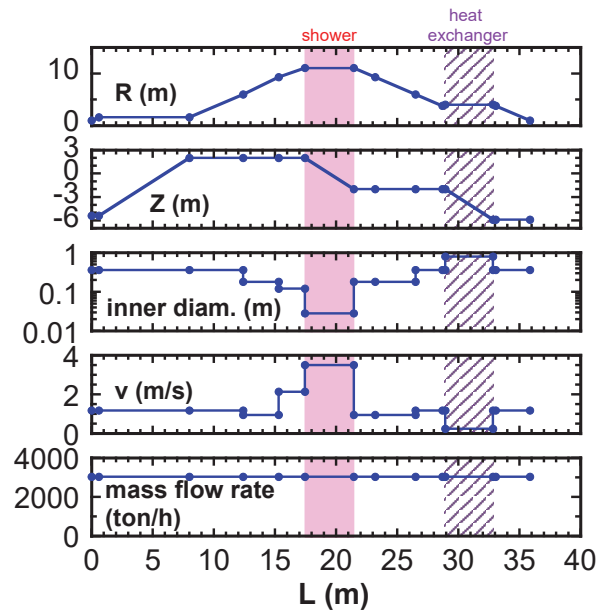 heat
shower exchanger
10
R (m)
0
3
0
-3
Z (m)
-6
1
0.1
inner diam. (m)
0.01
4
v (m/s)
2
0
4000
mass flow rate
2000
(ton/h)
0
0 5 10 15 20 25 30 35 40
L (m)